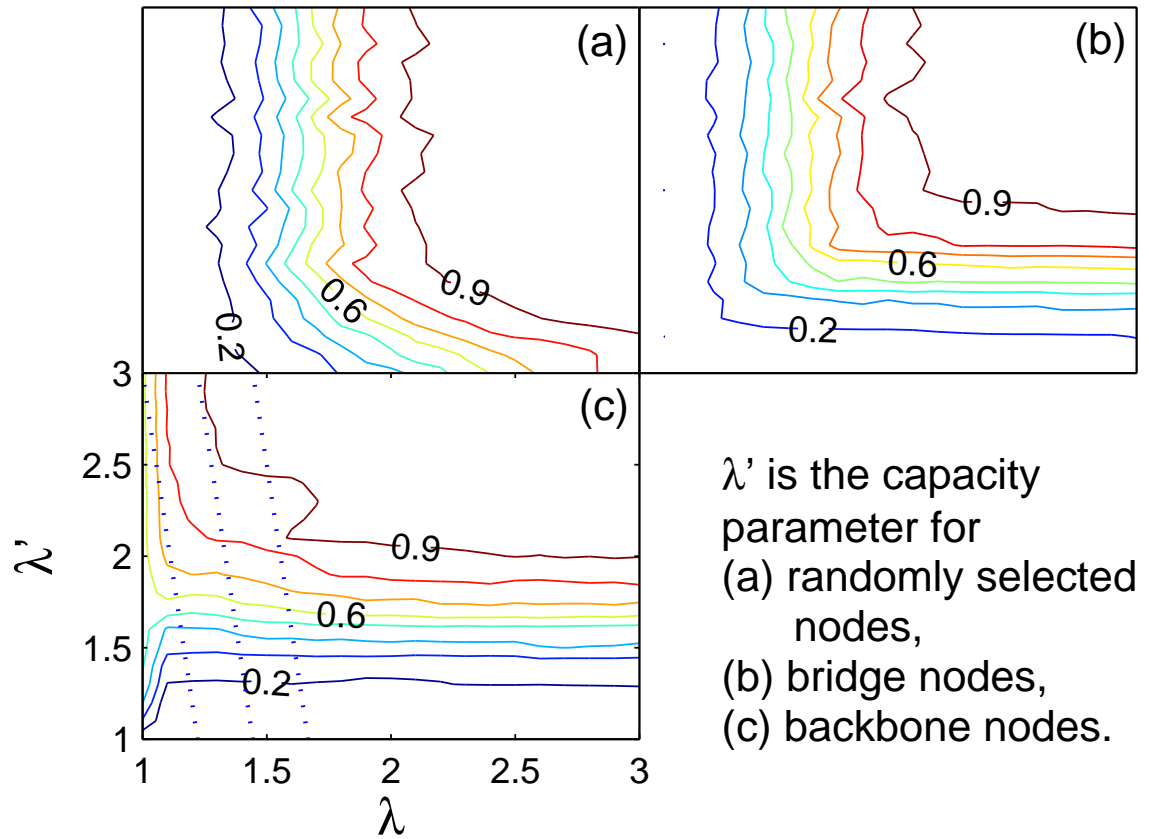 (a)
0.9
0.6
0.2
(b)
0.9
0.6
0.2
(c)
0.9
0.6
0.2
3
2.5
2
1.5
1
λ’
1 1.5 2 2.5 3
λ
λ’ is the capacity
parameter for
(a) randomly selected
nodes,
(b) bridge nodes,
(c) backbone nodes.